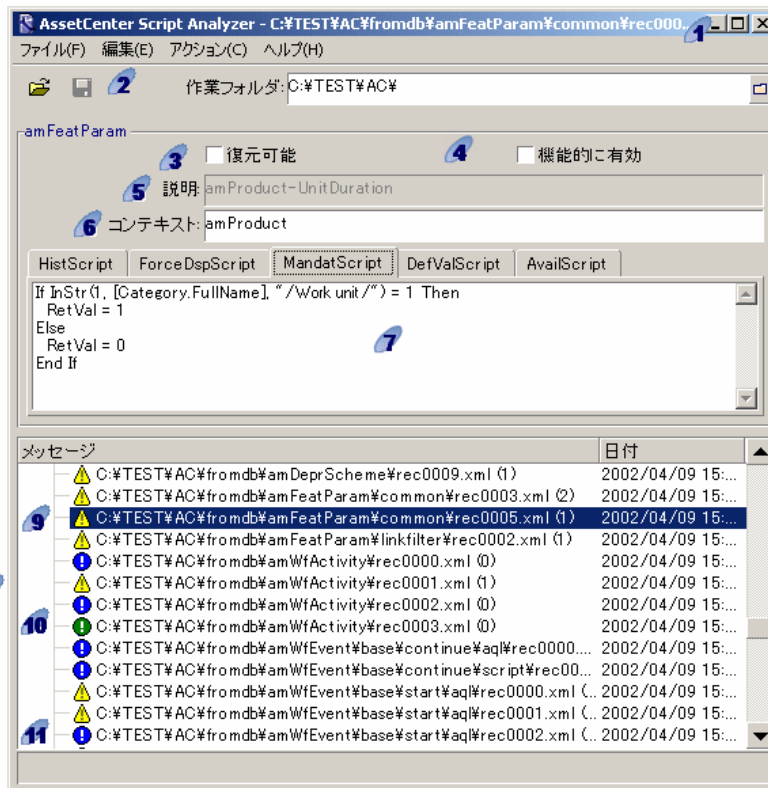 AssetCenter Script Analyzer - C:¥TEST¥AC¥fromdb¥amFeatParam¥common¥rec000...
1
ファイル(F) 編集(E) アクション(C) ヘルプ(H)
2
作業フォルダ: C:¥TEST¥AC¥
amFeatParam
3 復元可能 4 機能的に有効
5 説明: amProduct-UnitDuration
6 コンテキスト: amProduct
HistScript ForceDspScript MandatScript DefValScript AvailScript
If InStr(1, [Category.FullName], "/Work unit/") = 1 Then
RetVal = 1
Else
RetVal = 0
End If
7
メッセージ 日付
C:¥TEST¥AC¥fromdb¥amDeprScheme¥rec0009.xml (1) 2002/04/09 15:...
C:¥TEST¥AC¥fromdb¥amFeatParam¥common¥rec0003.xml (2) 2002/04/09 15:...
9 C:¥TEST¥AC¥fromdb¥amFeatParam¥common¥rec0005.xml (1) 2002/04/09 15:...
C:¥TEST¥AC¥fromdb¥amFeatParam¥linkfilter¥rec0002.xml (1) 2002/04/09 15:...
C:¥TEST¥AC¥fromdb¥amWfActivity¥rec0000.xml (0) 2002/04/09 15:...
C:¥TEST¥AC¥fromdb¥amWfActivity¥rec0001.xml (1) 2002/04/09 15:...
C:¥TEST¥AC¥fromdb¥amWfActivity¥rec0002.xml (0) 2002/04/09 15:...
10 C:¥TEST¥AC¥fromdb¥amWfActivity¥rec0003.xml (0) 2002/04/09 15:...
C:¥TEST¥AC¥fromdb¥amWfEvent¥base¥continue¥aql¥rec0000.... 2002/04/09 15:...
C:¥TEST¥AC¥fromdb¥amWfEvent¥base¥continue¥script¥rec00... 2002/04/09 15:...
C:¥TEST¥AC¥fromdb¥amWfEvent¥base¥start¥aql¥rec0000.xml (... 2002/04/09 15:...
C:¥TEST¥AC¥fromdb¥amWfEvent¥base¥start¥aql¥rec0001.xml (... 2002/04/09 15:...
11 C:¥TEST¥AC¥fromdb¥amWfEvent¥base¥start¥aql¥rec0002.xml (... 2002/04/09 15:...